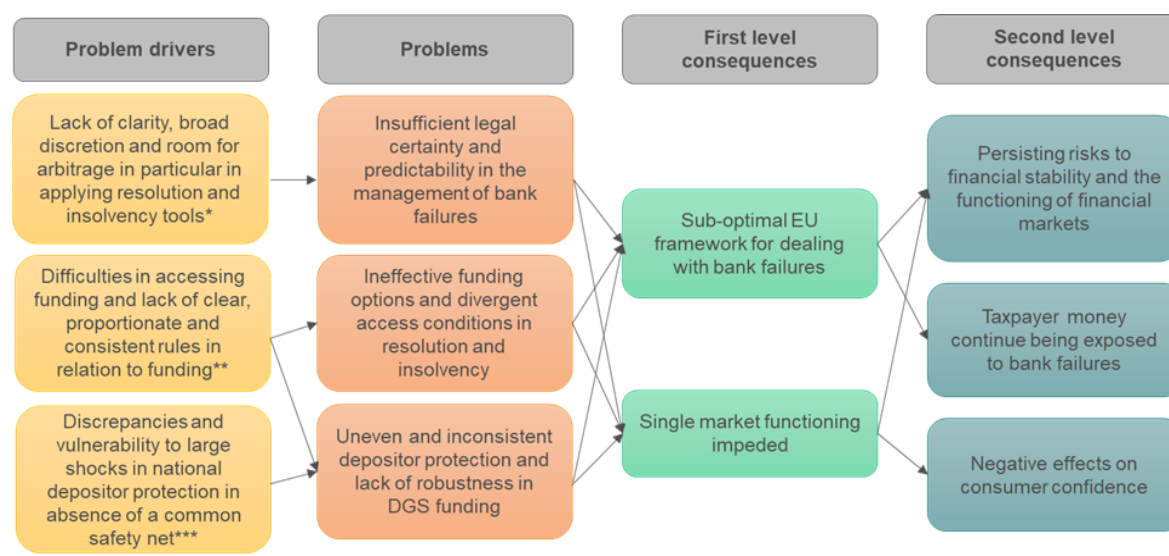 Problem drivers
Lack of clarity, broad
discretion and room for
arbitrage in particular in
applying resolution and
insolvency tools*
Difficulties in accessing
funding and lack of clear,
proportionate and
consistent rules in
relation to funding**
Discrepancies and
vulnerability to large
shocks in national
depositor protection in
absence of a common
safety net***
Problems
Insufficient legal
certainty and
predictability in the
management of bank
failures
Ineffective funding
options and divergent
access conditions in
resolution and
insolvency
Uneven and inconsistent
depositor protection and
lack of robustness in
DGS funding
First level
consequences
Sub-optimal EU
framework for dealing
with bank failures
Single market functioning
impeded
Second level
consequences
Persisting risks to
financial stability and the
functioning of financial
markets
Taxpayer money
continue being exposed
to bank failures
Negative effects on
consumer confidence